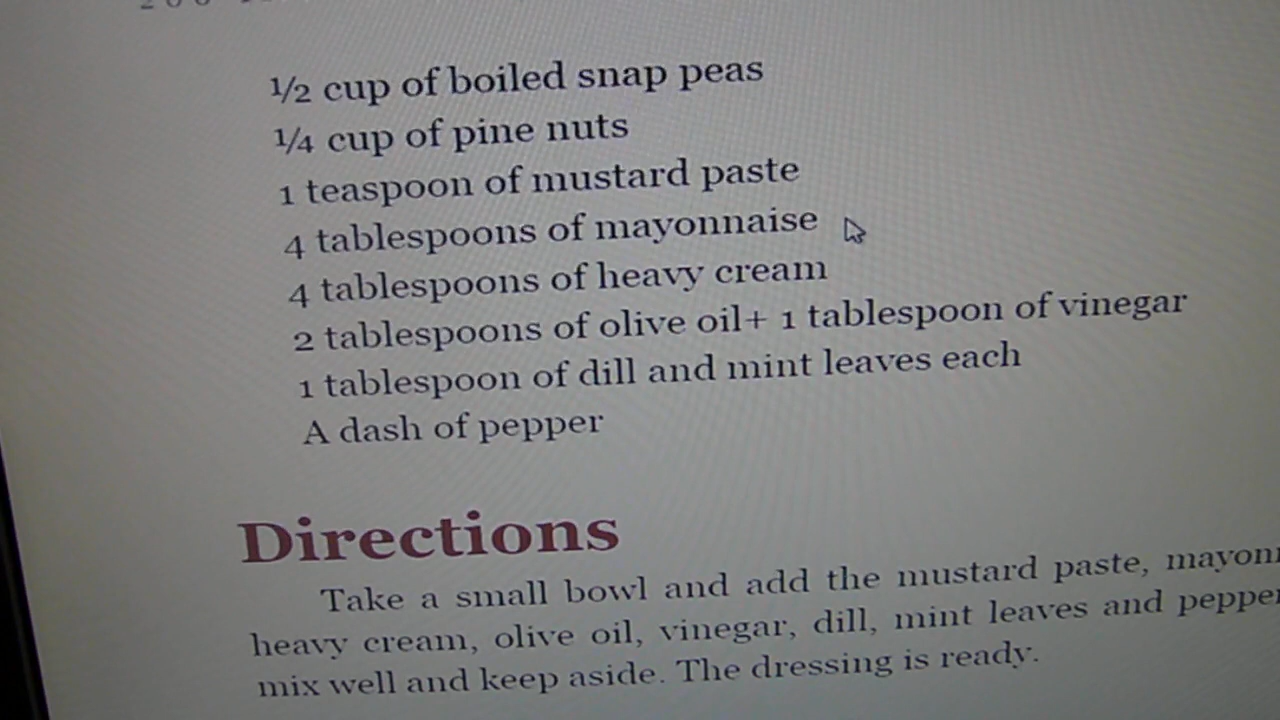 ½ cup of boiled snap peas
¼ cup of pine nuts
1 teaspoon of mustard paste
4 tablespoons of mayonnaise
4 tablespoons of heavy cream
2 tablespoons of olive oil+ 1 tablespoon of vinegar
1 tablespoon of dill and mint leaves each
A dash of pepper
Directions
Take a small bowl and add the mustard paste,
heavy cream, olive oil, vinegar, dill, mint leaves and pepper
mix well and keep aside. The dressing is ready.